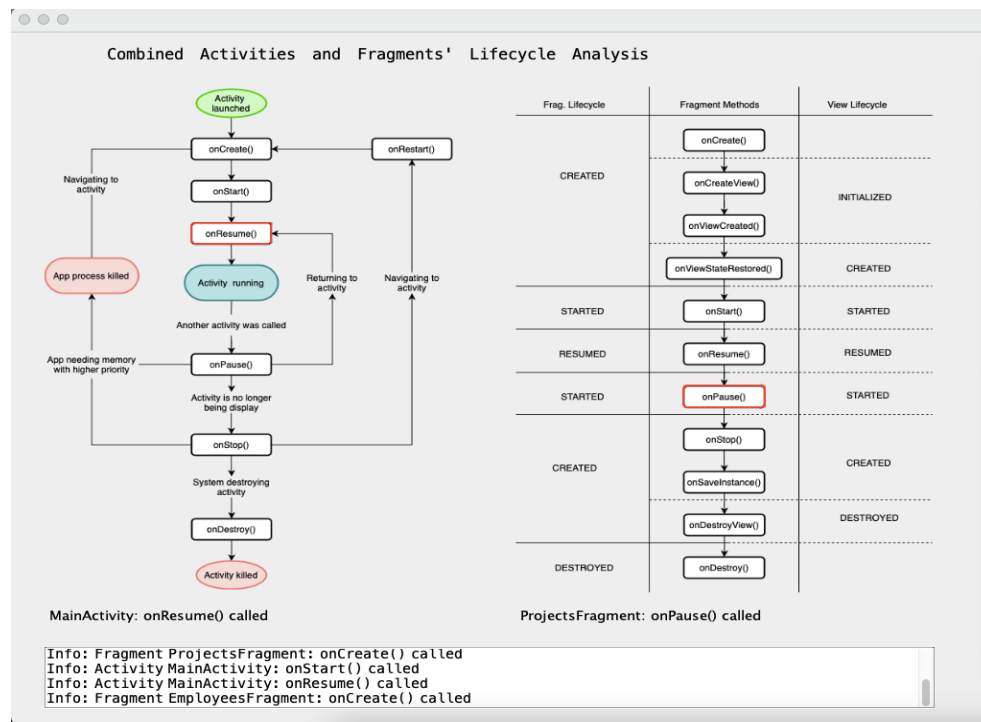 Combined Activities and Fragments' Lifecycle Analysis
Activity
launched
onCreate()
onRestart()
Navigating to
activity
onStart()
onResume()
App process killed
Activity running
Returning to
activity
Navigating to
activity
Another activity was called
App needing memory
with higher priority
onPause()
Activity is no longer
being display
onStop()
System destroying
activity
onDestroy()
Activity killed
MainActivity: onResume() called
Frag. Lifecycle
Fragment Methods
View Lifecycle
onCreate()
CREATED
onCreateView()
INITIALIZED
onViewCreated()
onViewStateRestored()
CREATED
STARTED
onStart()
STARTED
RESUMED
onResume()
RESUMED
STARTED
onPause()
STARTED
onStop()
CREATED
CREATED
onSaveInstance()
onDestroyView()
DESTROYED
DESTROYED
onDestroy()
ProjectsFragment: onPause() called
Info: Fragment ProjectsFragment: onCreate() called
Info: Activity MainActivity: onStart() called
Info: Activity MainActivity: onResume() called
Info: Fragment EmployeesFragment: onCreate() called